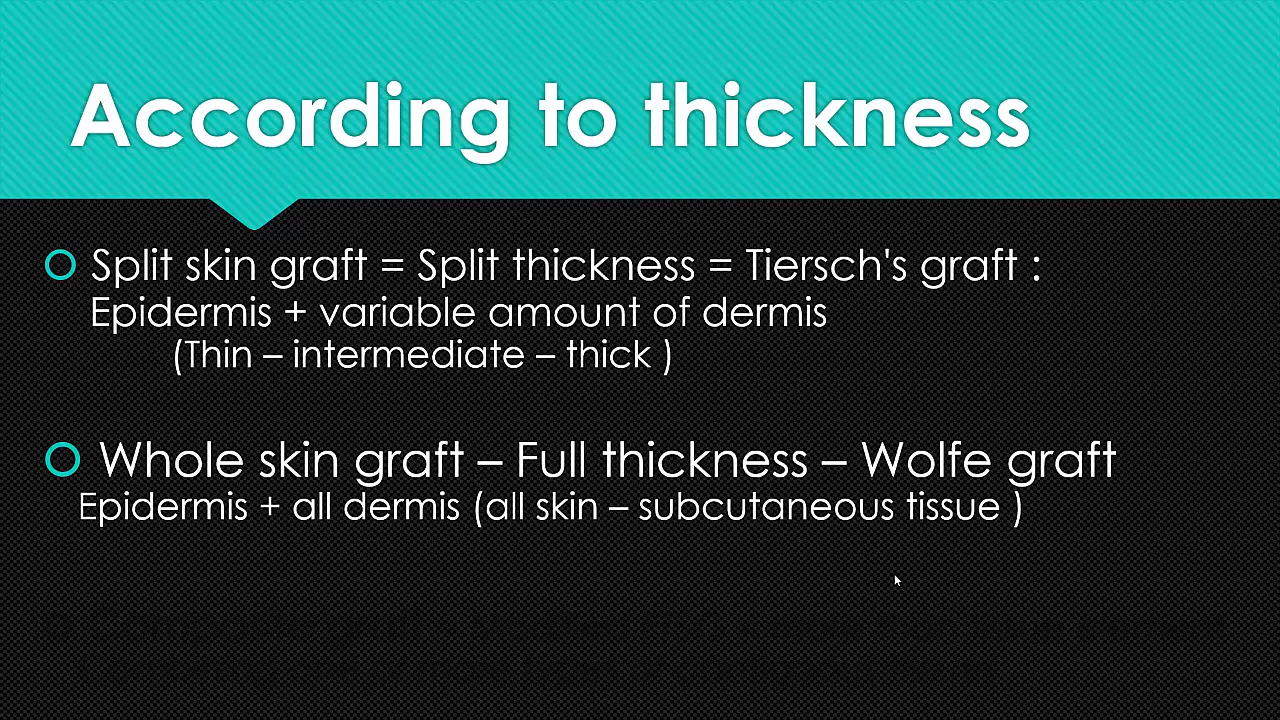 According to thickness
Split skin graft = Split thickness = Tiersch's graft :
Epidermis + variable amount of dermis
(Thin – intermediate – thick )
Whole skin graft – Full thickness – Wolfe graft
Epidermis + all dermis (all skin – subcutaneous tissue )